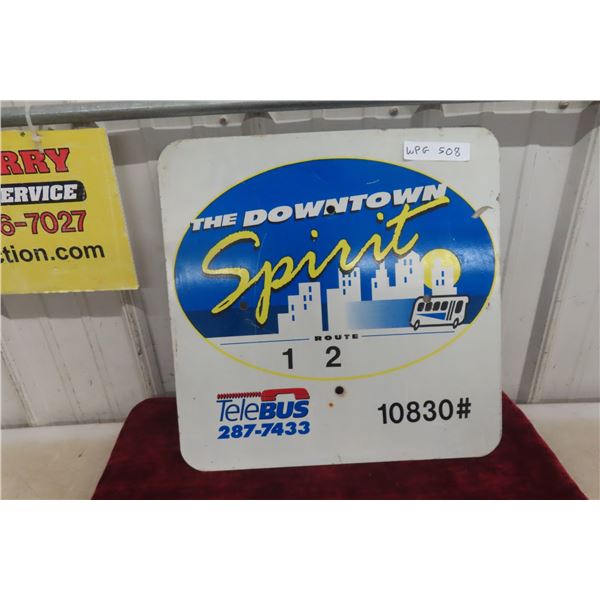 RRY
SERVICE
6-7027
ction.com
WPG 508
THE DOWNTOWN
Spirit
ROUTE
1 2
TeleBUS
287-7433
10830#